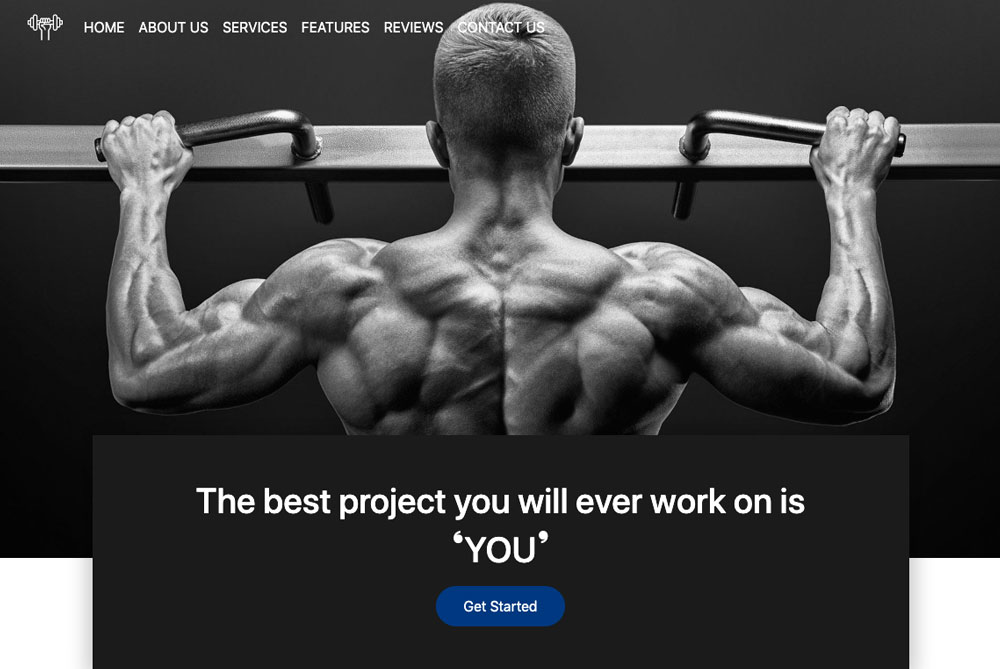 HOME ABOUT US SERVICES FEATURES REVIEWS CONTACT US
The best project you will ever work on is
‘YOU’
Get Started